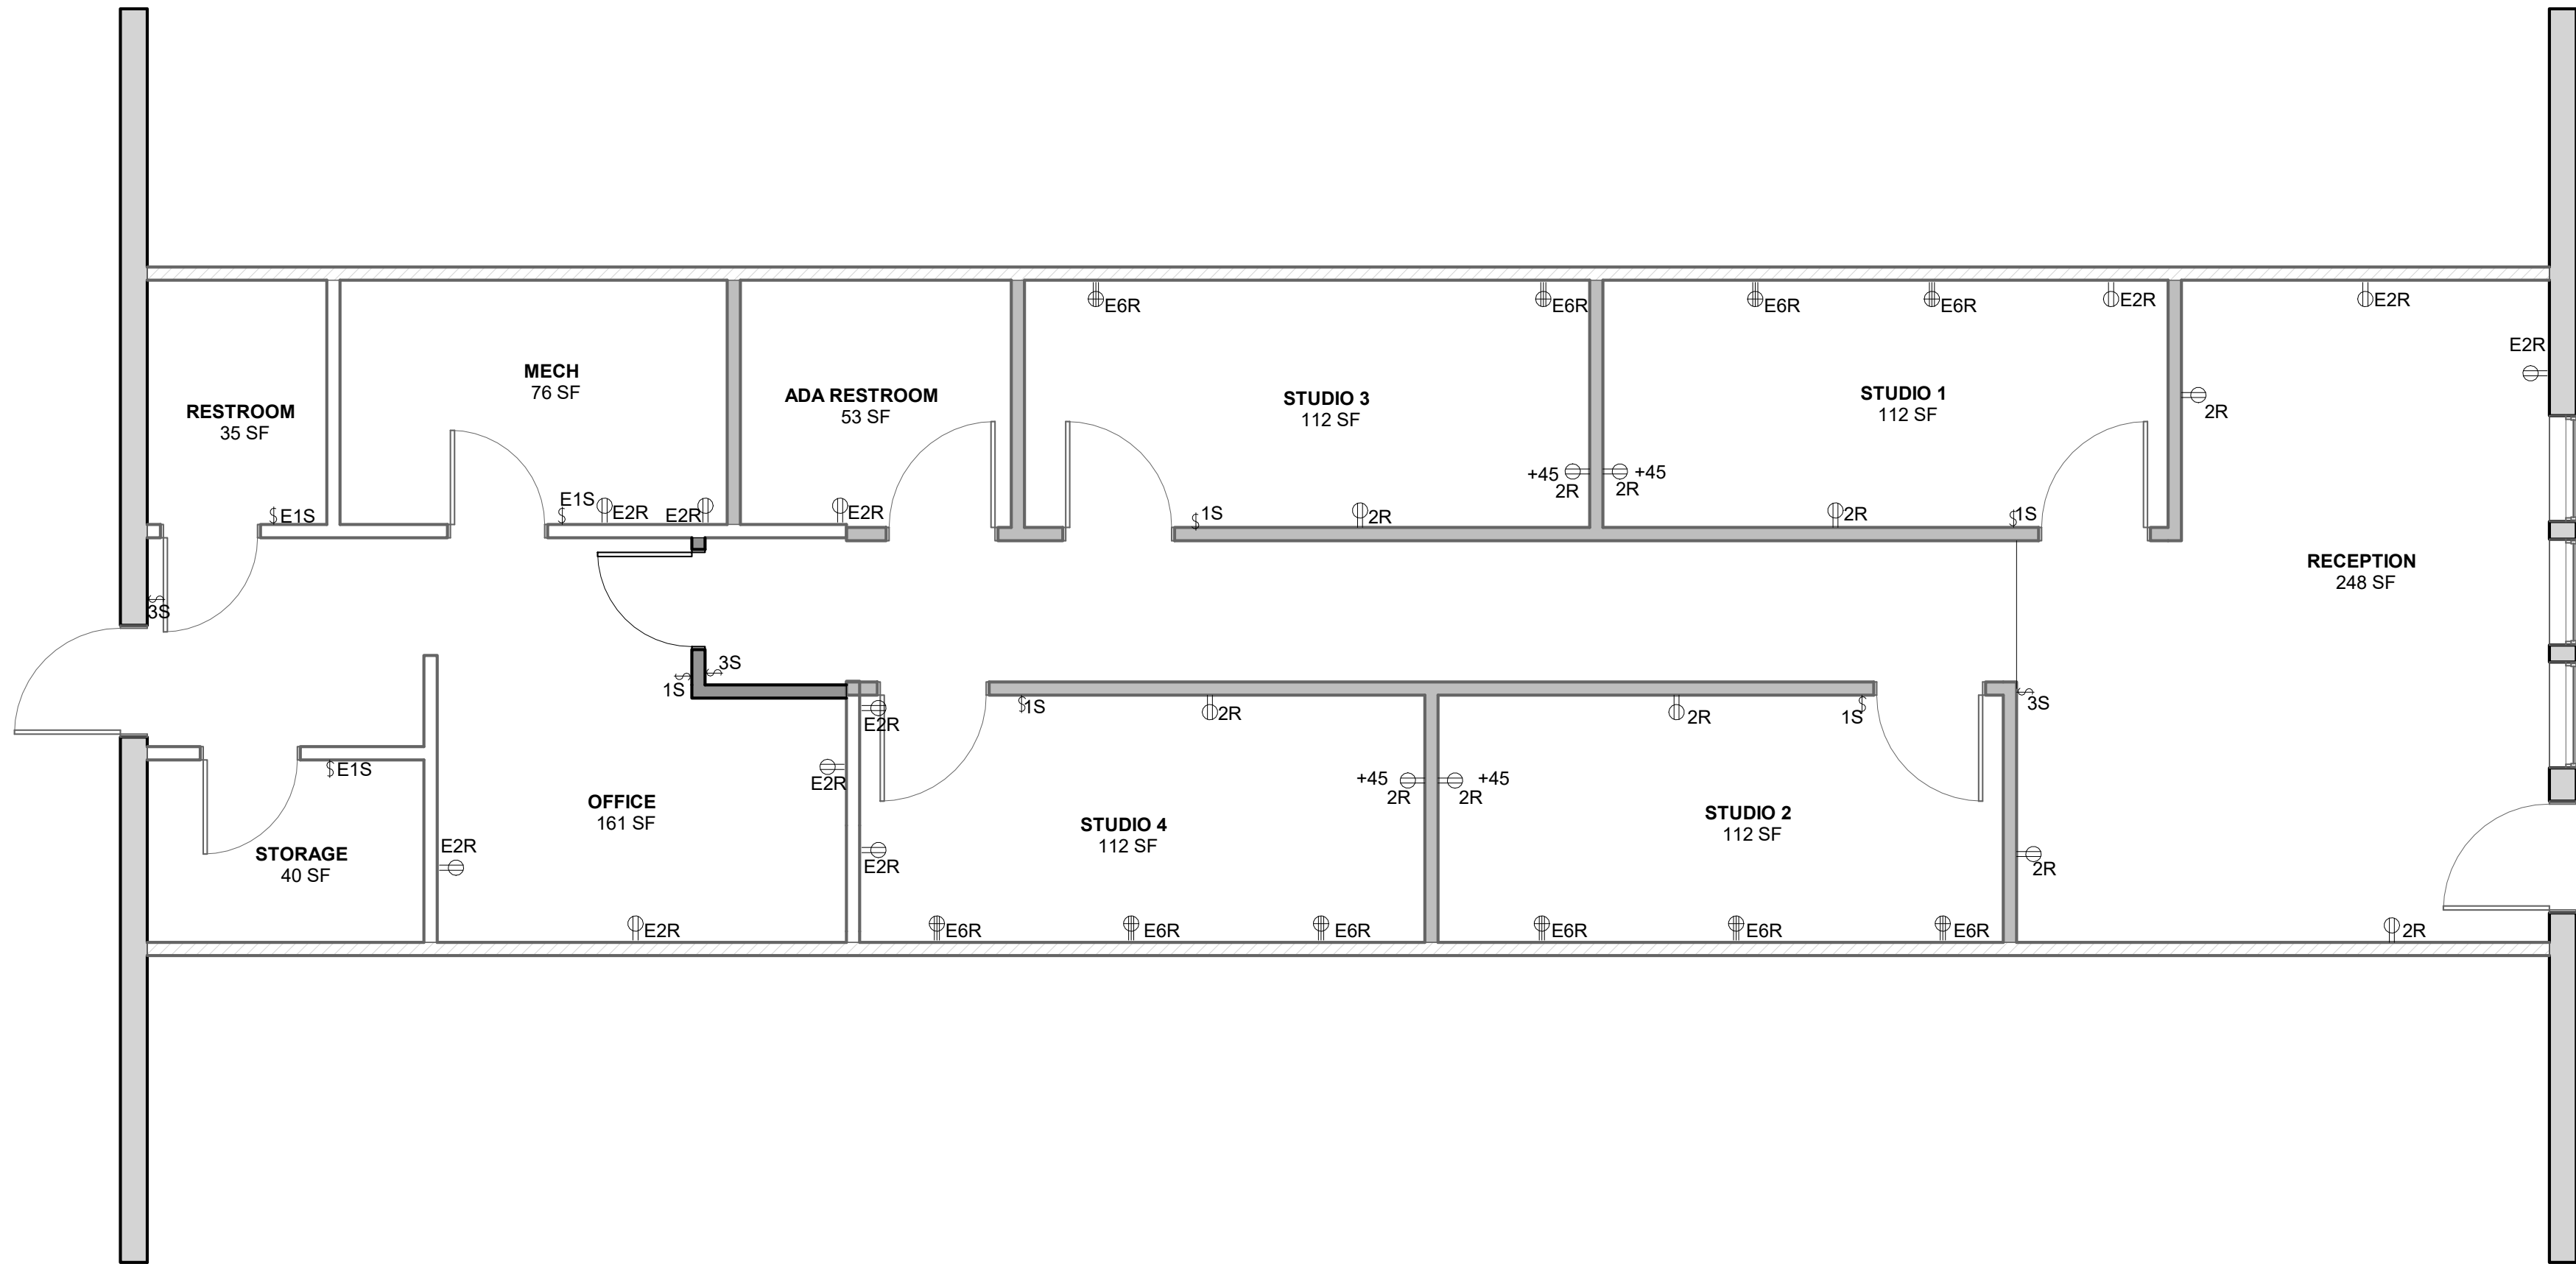 E6R
E6R
E6R
E6R
E2R
E2R
E2R
MECH
76 SF
ADA RESTROOM
53 SF
STUDIO 3
112 SF
STUDIO 1
112 SF
2R
RESTROOM
35 SF
+45
2R
+45
2R
E1S
E1S
E2R
E2R
E2R
1S
2R
2R
1S
RECEPTION
248 SF
3S
3S
1S
E2R
1S
2R
2R
1S
3S
E1S
E2R
+45
2R
+45
2R
OFFICE
161 SF
STUDIO 4
112 SF
STUDIO 2
112 SF
STORAGE
40 SF
E2R
E2R
2R
E2R
E6R
E6R
E6R
E6R
E6R
E6R
2R